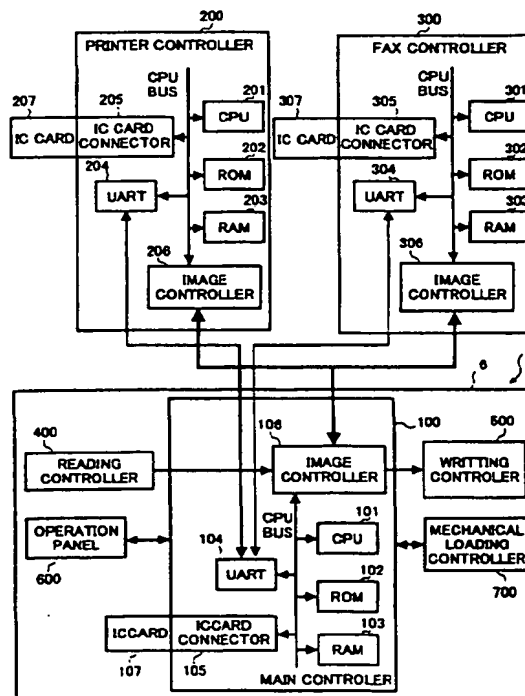 200
PRINTER CONTROLLER
CPU
BUS
207
205
201
CPU
IC CARD
IC CARD
CONNECTOR
204
UART
202
ROM
203
RAM
206
IMAGE
CONTROLLER
300
FAX CONTROLLER
CPU
BUS
307
305
301
CPU
IC CARD
IC CARD
CONNECTOR
304
UART
302
ROM
303
RAM
306
IMAGE
CONTROLLER
6
100
400
READING
CONTROLLER
106
IMAGE
CONTROLLER
500
WRITTING
CONTROLER
OPERATION
PANEL
600
CPU
BUS
101
CPU
104
UART
102
ROM
MECHANICAL
LOADING
CONTROLLER
700
ICCARD
ICCARD
CONNECTOR
103
RAM
107
105
MAIN CONTROLER